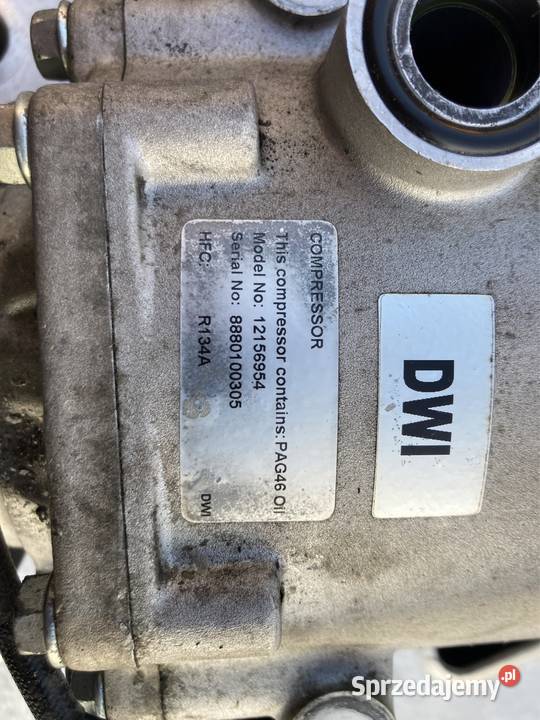 COMPRESSOR
This compressor contains: PAG46 Oil
Model No: 12156954
Serial No: 8880100305
HFC: R134A
DWI
DWI
Sprzedajemy.pl